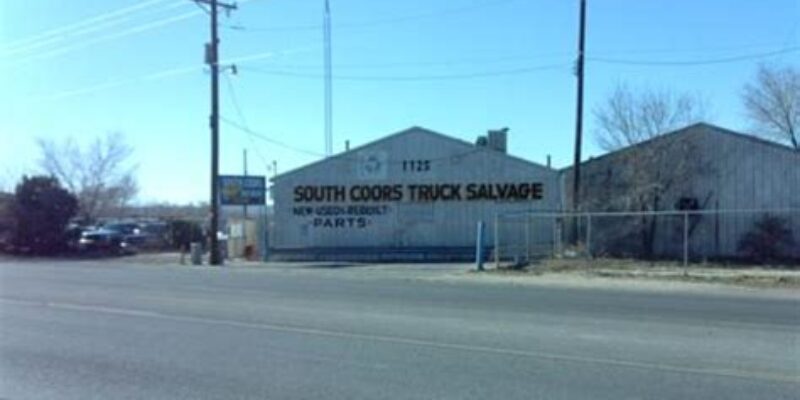 1125
SOUTH COORS TRUCK SALVAGE
NEW-USED-REBUILT
PARTS